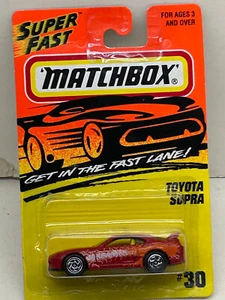 SUPER
FAST
FOR AGES 3
AND OVER
MATCHBOX®
GET IN THE FAST LANE!
TOYOTA
SUPRA
#30